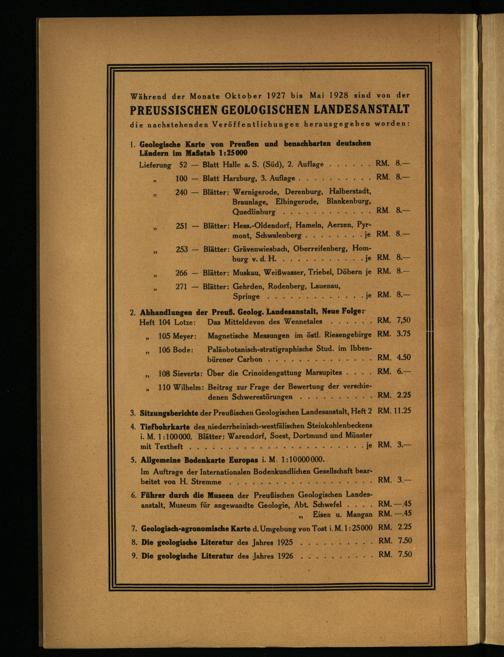 Während der Monate Oktober 1927 bis Mai 1928 sind von der
PREUSSISCHEN GEOLOGISCHEN LANDESANSTALT
die nachstehenden Veröffentlichungen herausgegeben worden:
1. Geologische Karte von Preußen und benachbarten deutschen
Ländern im Maßstab 1:25000
Lieferung 52 — Blatt Halle a. S. (Süd), 2. Auflage . . . . . . RM. 8.—
„ 100 — Blatt Harzburg, 3. Auflage . . . . . . . . . RM. 8.—
„ 240 — Blätter: Wernigerode, Derenburg, Halberstadt,
Braunlage, Elbingerode, Blankenburg,
Quedlinburg . . . . . . . . . . . . RM 8.—
„ 251 — Blätter: Hess.-Oldendorf, Hameln, Aerzen, Pyr-
mont, Schwalenberg . . . . . . . . je RM. 8.—
„ 253 — Blätter: Grävenwiesbach, Oberreifenberg, Hom-
burg v. d. H. . . . . . . . . . . . . je RM. 8.—
„ 266 — Blätter: Muskau, Weißwasser, Triebel, Döbern je RM. 8.—
„ 271 — Blätter: Gehrden, Rodenberg, Lauenau,
Springe . . . . . . . . . . . . . je RM. 8.—
2. Abhandlungen der Preuß. Geolog. Landesanstalt, Neue Folge:
Heft 104 Lotze: Das Mitteldevon des Wennetales . . . . . . RM. 7,50
„ 105 Meyer: Magnetische Messungen im östl. Riesengebirge RM. 3.75
„ 106 Bode: Paläobotanisch-stratigraphische Stud. im Ibben-
bürener Carbon . . . . . . . . . . . . . . RM. 4.50
„ 108 Sieverts: Über die Crinoidengattung Marsupites . . . . RM. 6.—
„ 110 Wilhelm: Beitrag zur Frage der Bewertung der verschie-
denen Schwerestörungen . . . . . . . . . . RM. 2.25
3. Sitzungsberichte der Preußischen Geologischen Landesanstalt, Heft 2 RM. 11.25
4. Tiefbohrkarte des niederrheinisch-westfälischen Steinkohlenbeckens
i. M. 1:100000. Blätter: Warendorf, Soest, Dortmund und Münster
mit Textheft . . . . . . . . . . . . . . . . . . . . . . . je RM. 3.—
5. Allgemeine Bodenkarte Europas i. M. 1:10000000.
Im Auftrage der Internationalen Bodenkundlichen Gesellschaft bear-
beitet von H. Stremme . . . . . . . . . . . . . . . . . . . RM. 3.—
6. Führer durch die Museen der Preußischen Geologischen Landes-
anstalt, Museum für angewandte Geologie, Abt. Schwefel . . . . RM.—.45
„ Eisen u. Mangan RM. —.45
7. Geologisch-agronomische Karte d. Umgebung von Tost i. M. 1:25000 RM. 2.25
8. Die geologische Literatur des Jahres 1925 . . . . . . . . . . RM. 7.50
9. Die geologische Literatur des Jahres 1926 . . . . . . . . . . RM. 7.50